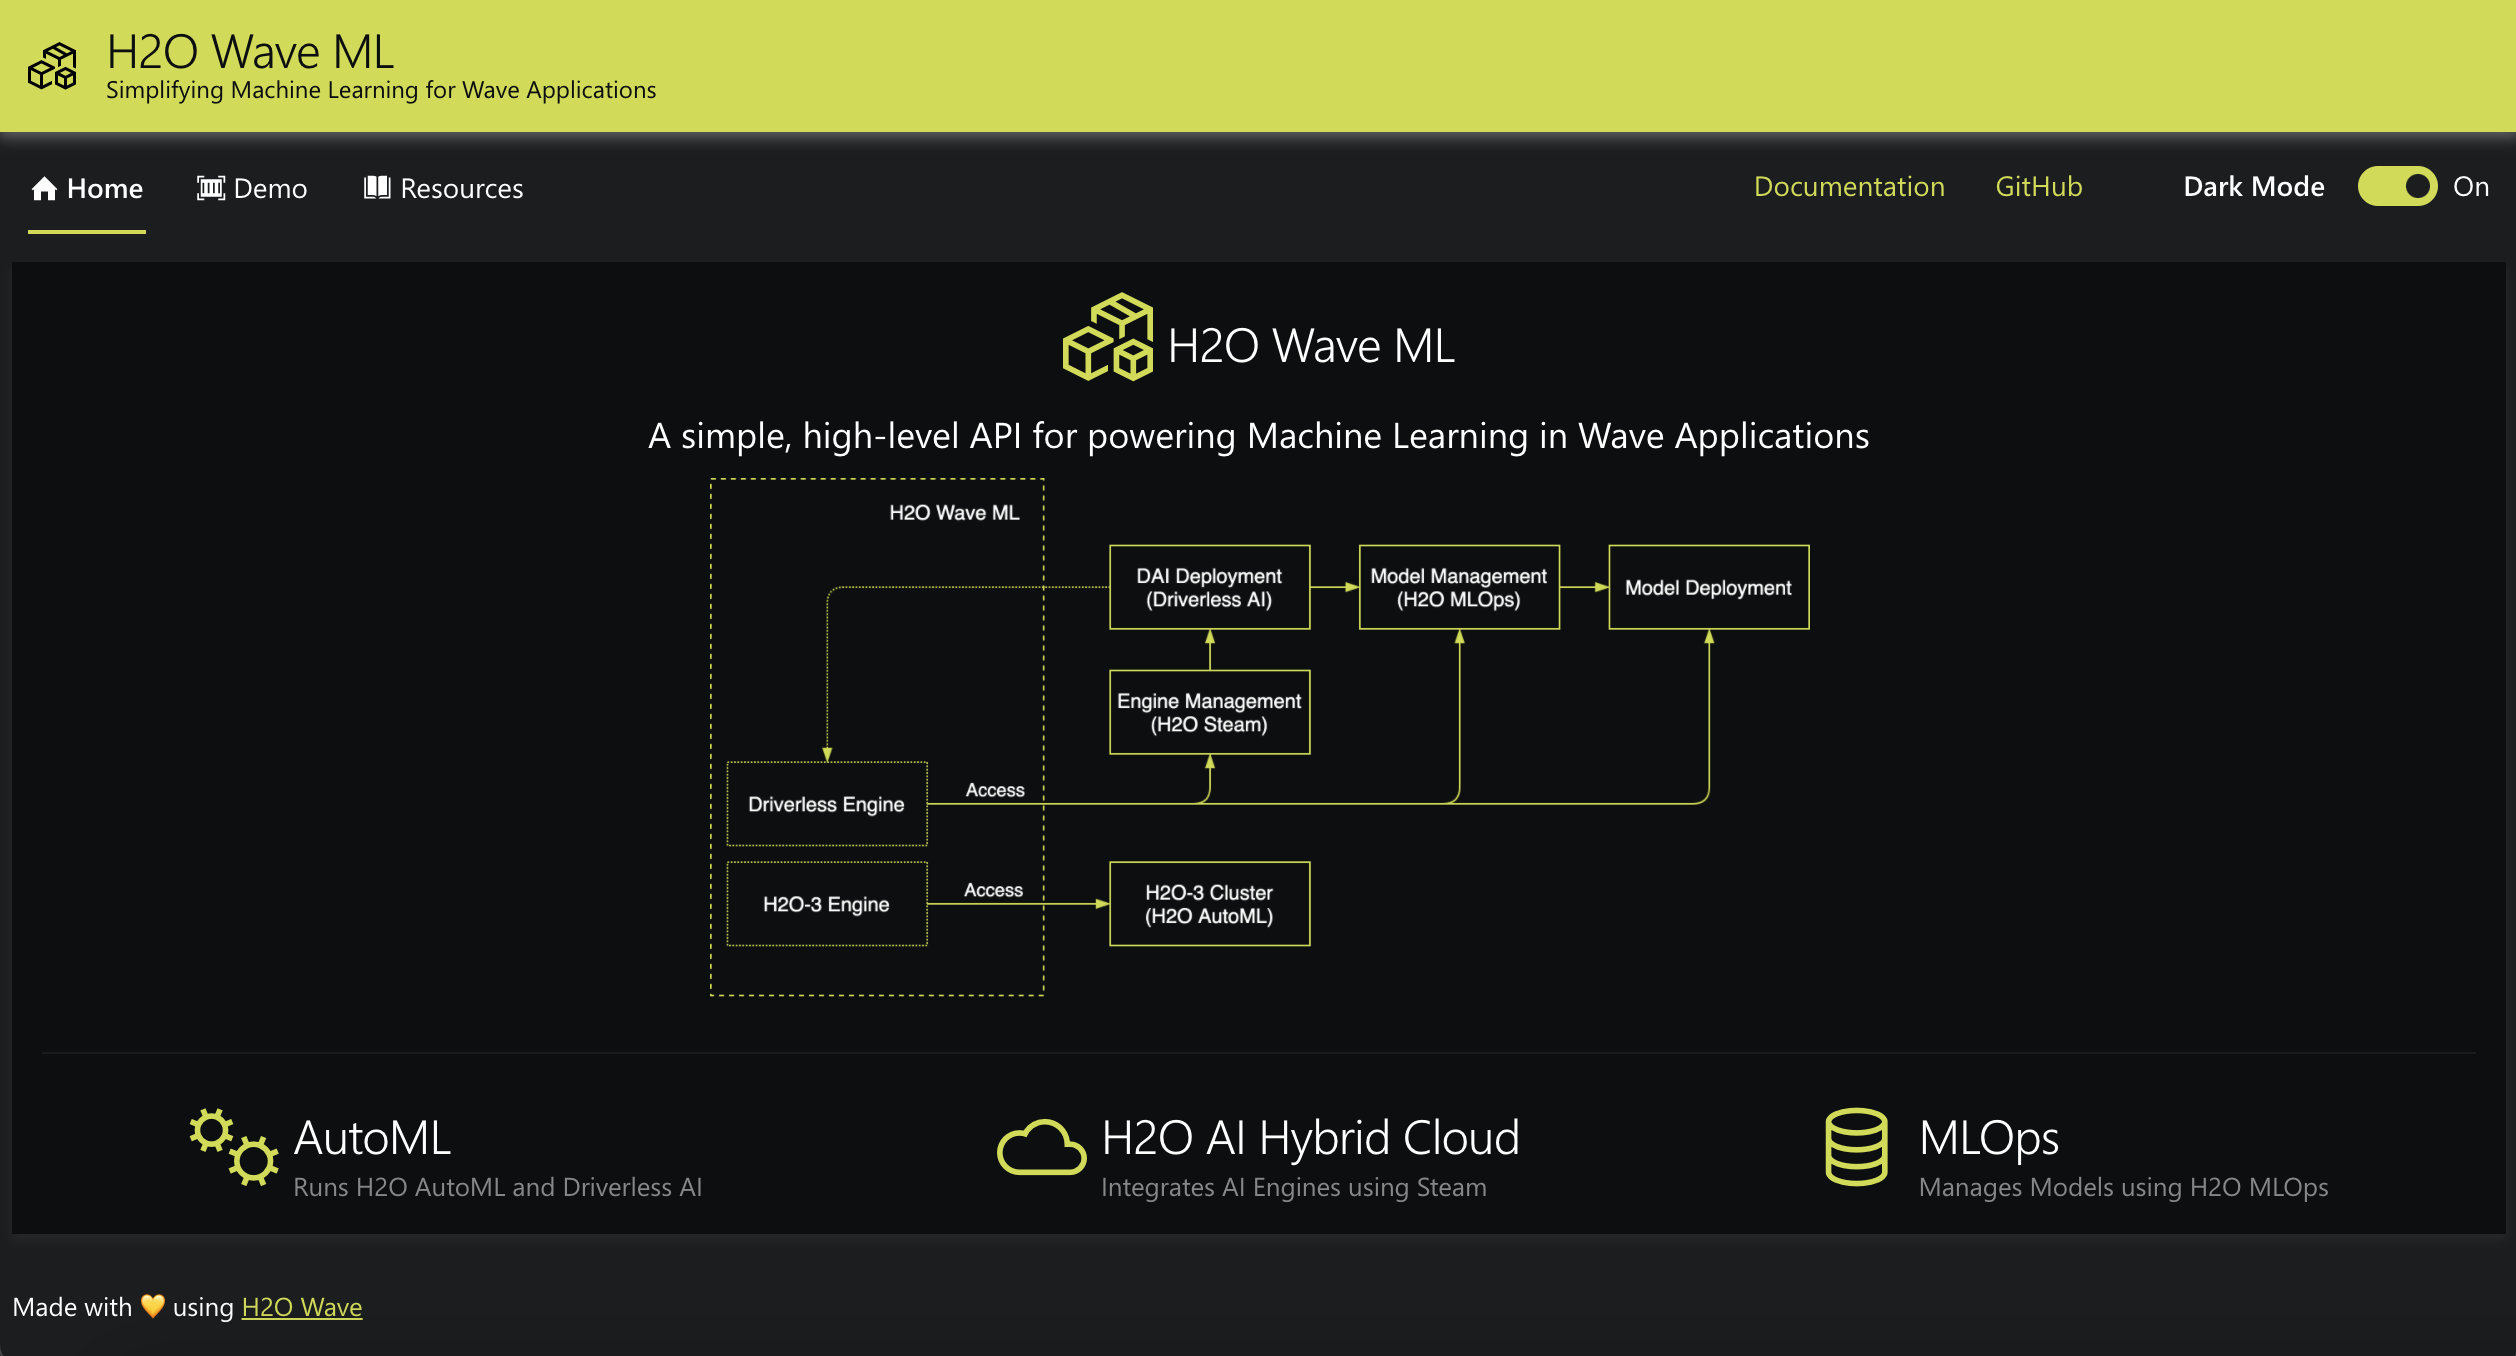 H2O Wave ML
Simplifying Machine Learning for Wave Applications
Home
Demo
Resources
Documentation
GitHub
Dark Mode
On
H2O Wave ML
A simple, high-level API for powering Machine Learning in Wave Applications
H2O Wave ML
DAI Deployment
(Driverless AI)
Model Management
(H2O MLOps)
Model Deployment
Engine Management
(H2O Steam)
Driverless Engine
Access
H2O-3 Engine
Access
H2O-3 Cluster
(H2O AutoML)
AutoML
Runs H2O AutoML and Driverless AI
H2O AI Hybrid Cloud
Integrates AI Engines using Steam
MLOps
Manages Models using H2O MLOps
Made with 💛 using H2O Wave